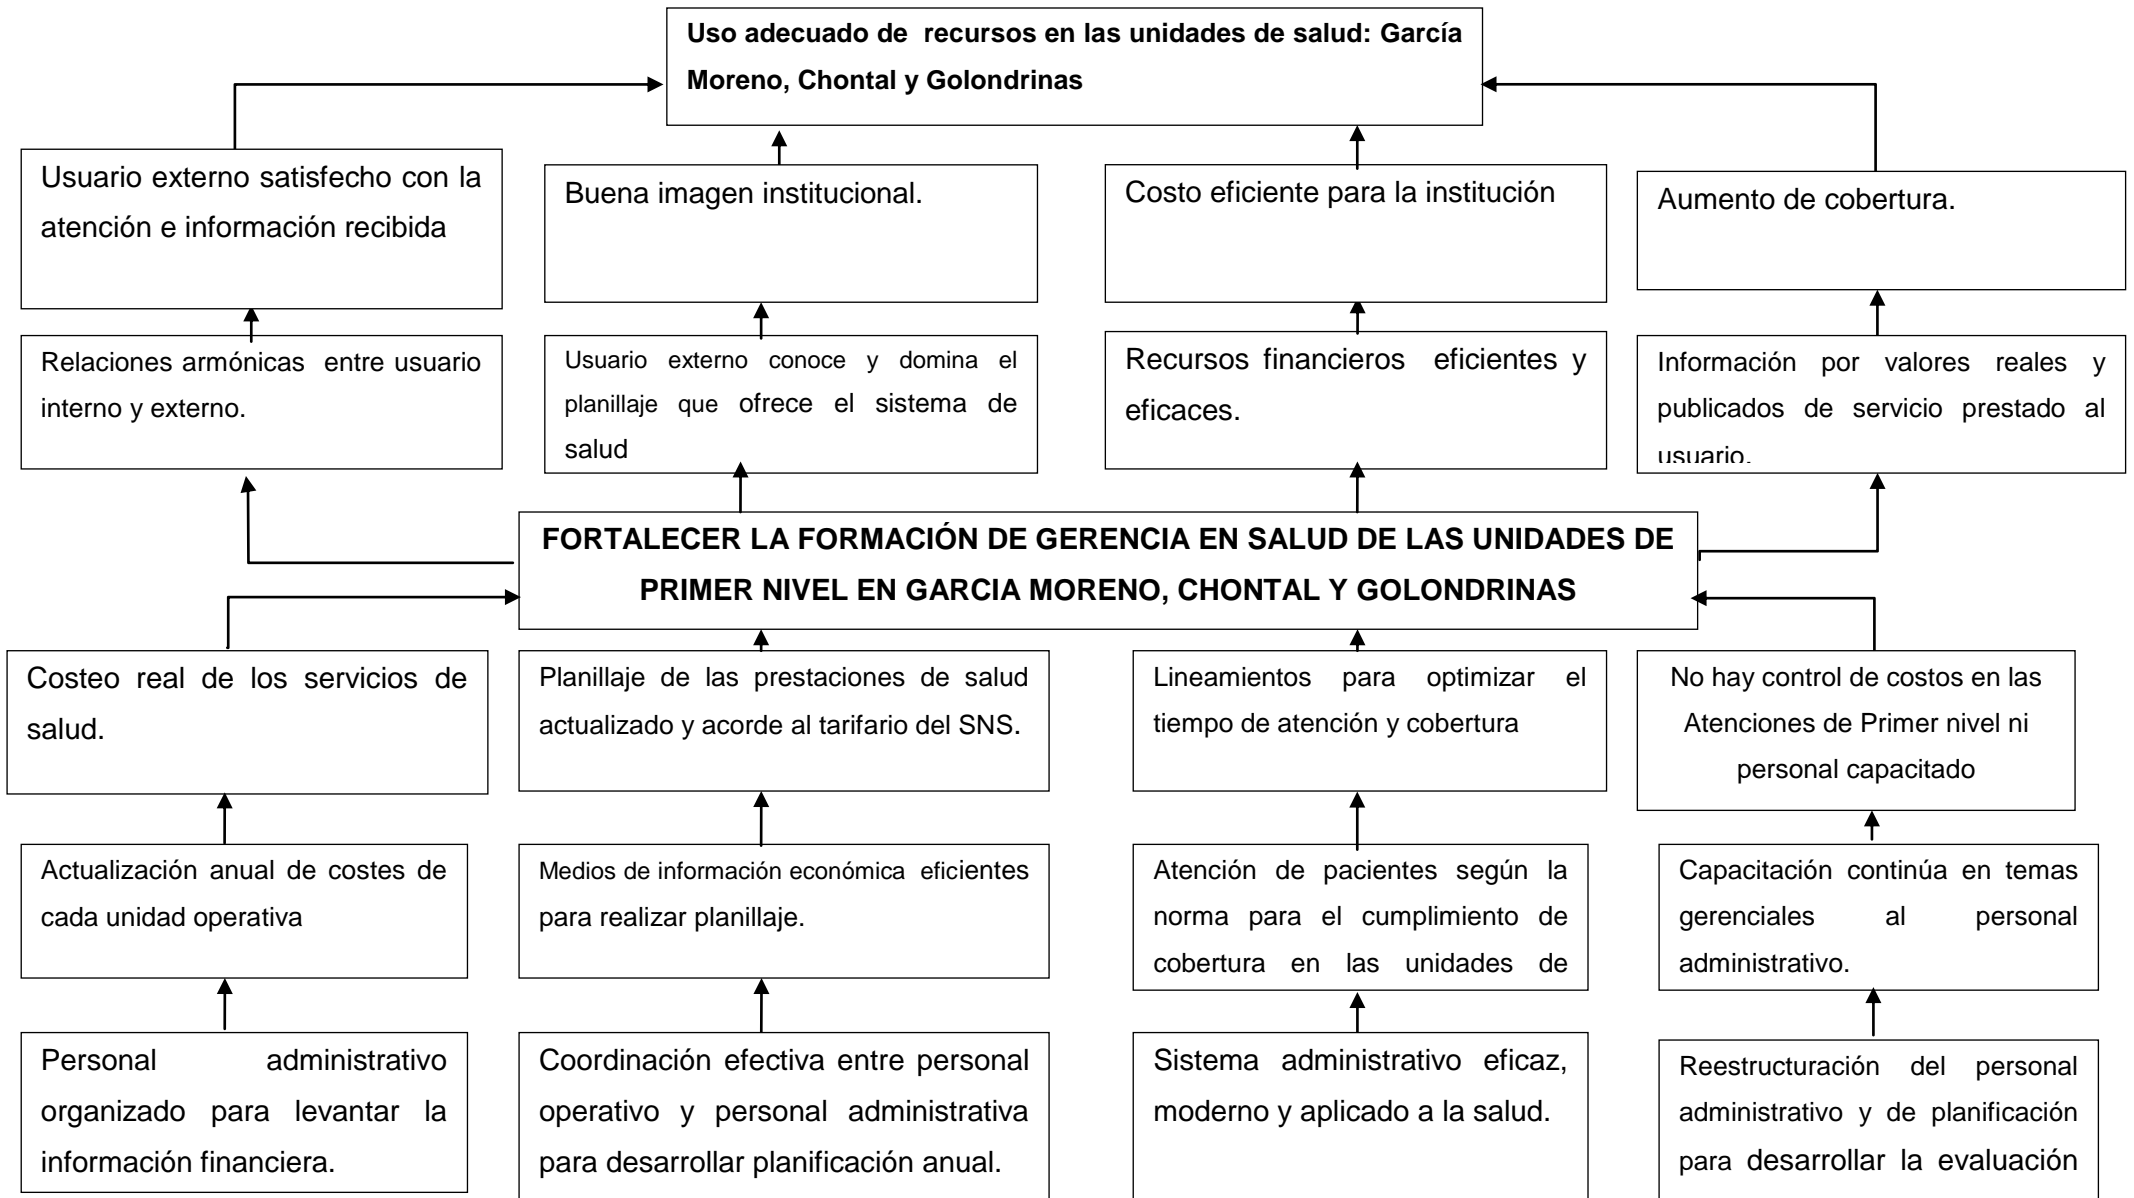 Uso adecuado de recursos en las unidades de salud: García
Moreno, Chontal y Golondrinas
Usuario externo satisfecho con la
atención e información recibida
Buena imagen institucional.
Costo eficiente para la institución
Aumento de cobertura.
Relaciones armónicas entre usuario
interno y externo.
Usuario externo conoce y domina el
planillaje que ofrece el sistema de
salud
Recursos financieros eficientes y
eficaces.
Información por valores reales y
publicados de servicio prestado al
usuario.
FORTALECER LA FORMACIÓN DE GERENCIA EN SALUD DE LAS UNIDADES DE
PRIMER NIVEL EN GARCIA MORENO, CHONTAL Y GOLONDRINAS
Costeo real de los servicios de
salud.
Planillaje de las prestaciones de salud
actualizado y acorde al tarifario del SNS.
Lineamientos para optimizar el
tiempo de atención y cobertura
No hay control de costos en las
Atenciones de Primer nivel ni
personal capacitado
Actualización anual de costes de
cada unidad operativa
Medios de información económica eficientes
para realizar planillaje.
Atención de pacientes según la
norma para el cumplimiento de
cobertura en las unidades de
Capacitación continúa en temas
gerenciales al personal
administrativo.
Personal administrativo
organizado para levantar la
información financiera.
Coordinación efectiva entre personal
operativo y personal administrativa
para desarrollar planificación anual.
Sistema administrativo eficaz,
moderno y aplicado a la salud.
Reestructuración del personal
administrativo y de planificación
para desarrollar la evaluación